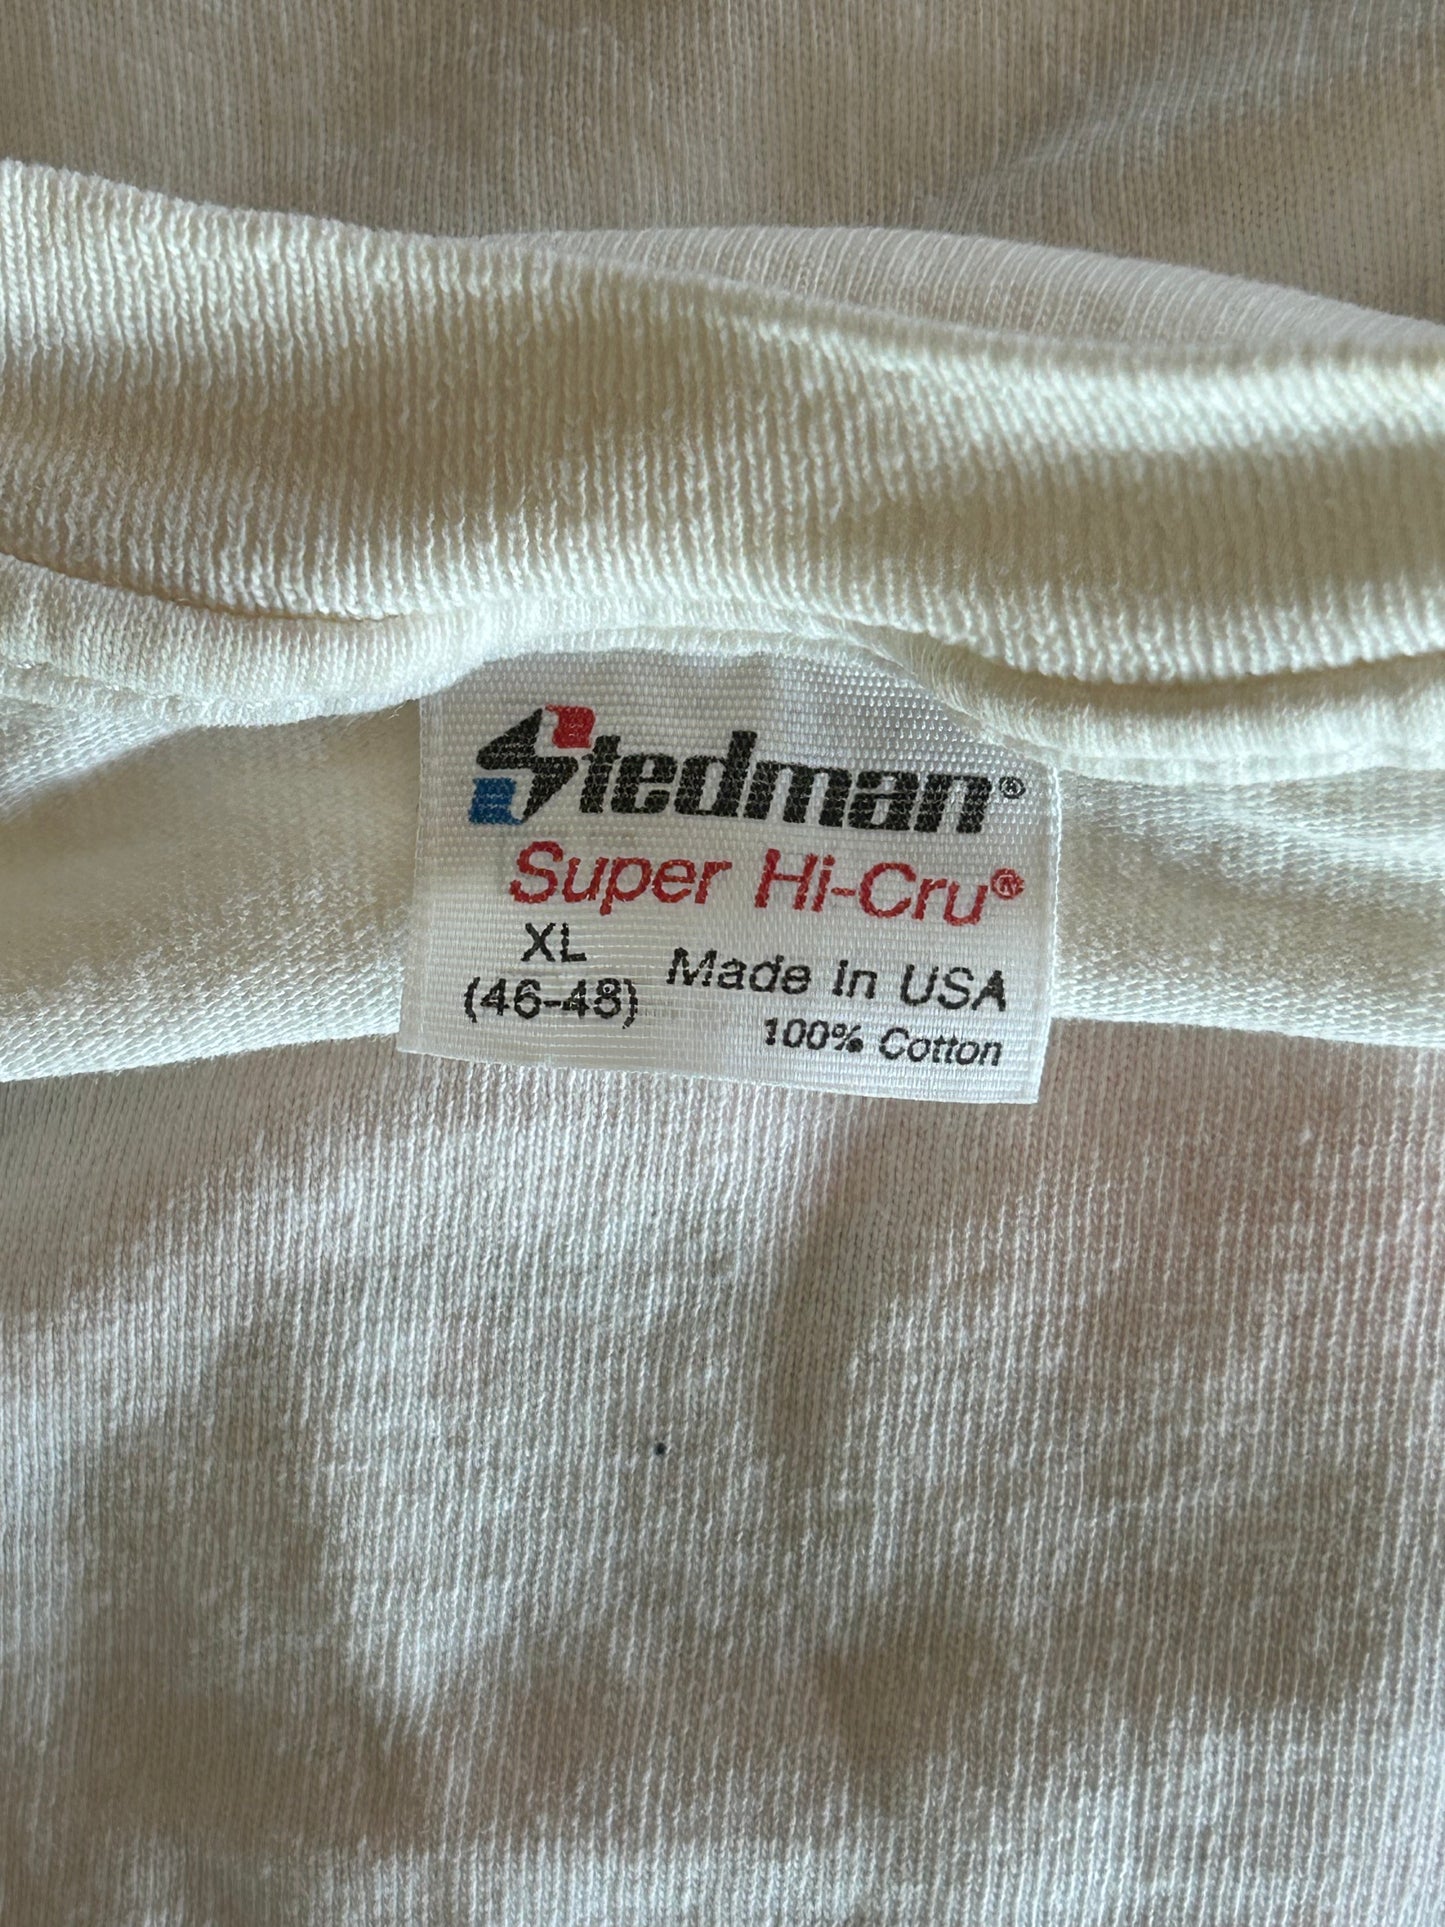 Stedman®
Super Hi-Cru®
XL
(46-48)
Made in USA
100% Cotton